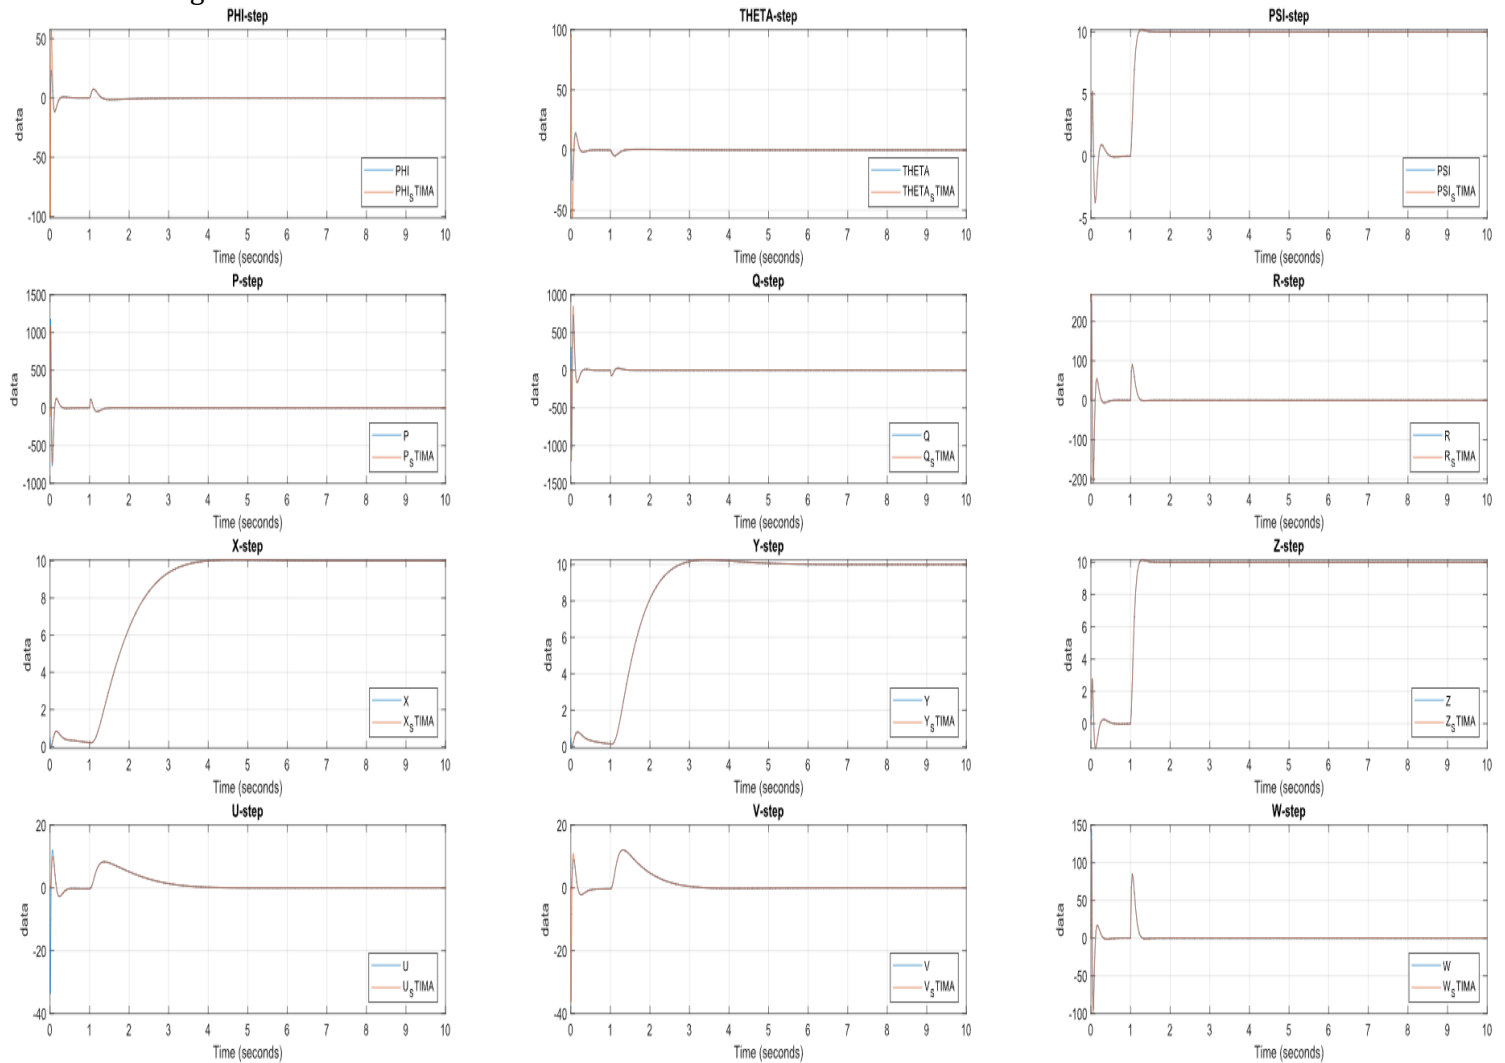 PHI-step
50
0
-50
-100
data
PHI
PHI_STIMA
0 1 2 3 4 5 6 7 8 9 10
Time (seconds)
THETA-step
100
50
0
-50
data
THETA
THETA_STIMA
0 1 2 3 4 5 6 7 8 9 10
Time (seconds)
PSI-step
10
5
0
-5
data
PSI
PSI_STIMA
0 1 2 3 4 5 6 7 8 9 10
Time (seconds)
P-step
1500
1000
500
0
-500
-1000
data
P
P_STIMA
0 1 2 3 4 5 6 7 8 9 10
Time (seconds)
Q-step
1000
500
0
-500
-1000
-1500
data
Q
Q_STIMA
0 1 2 3 4 5 6 7 8 9 10
Time (seconds)
R-step
200
100
0
-100
-200
data
R
R_STIMA
0 1 2 3 4 5 6 7 8 9 10
Time (seconds)
X-step
10
8
6
4
2
0
data
X
X_STIMA
0 1 2 3 4 5 6 7 8 9 10
Time (seconds)
Y-step
10
8
6
4
2
0
data
Y
Y_STIMA
0 1 2 3 4 5 6 7 8 9 10
Time (seconds)
Z-step
10
8
6
4
2
0
data
Z
Z_STIMA
0 1 2 3 4 5 6 7 8 9 10
Time (seconds)
U-step
20
0
-20
-40
data
U
U_STIMA
0 1 2 3 4 5 6 7 8 9 10
Time (seconds)
V-step
20
0
-20
-40
data
V
V_STIMA
0 1 2 3 4 5 6 7 8 9 10
Time (seconds)
W-step
150
100
50
0
-50
-100
data
W
W_STIMA
0 1 2 3 4 5 6 7 8 9 10
Time (seconds)